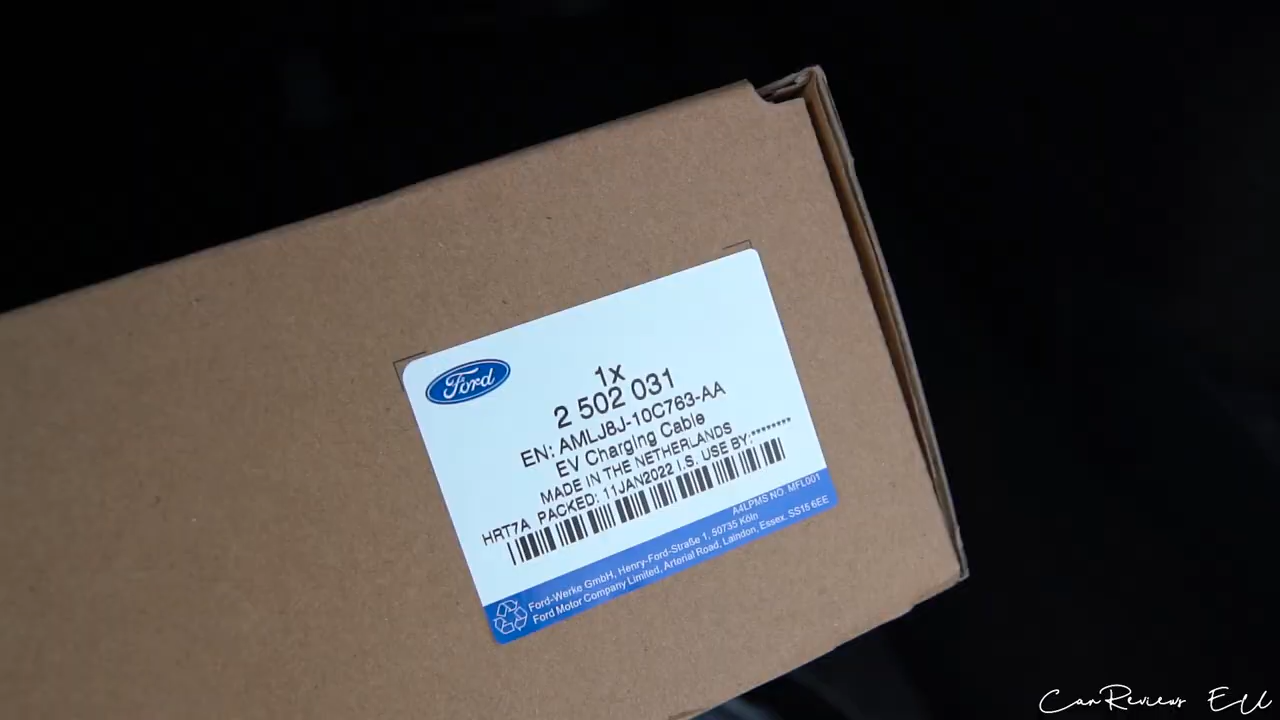 Ford
1x
2 502 031
EN: AMLJ8J-10C763-AA
EV Charging Cable
MADE IN THE NETHERLANDS
HRT7A PACKED: 11JAN2022 I.S. USE BY:********
A4LPMS NO. MFL001
Ford-Werke GmbH, Henry-Ford-Straße 1, 50735 Köln
Ford Motor Company Limited, Arterial Road, Laindon, Essex. SS15 6EE
CarReviews EU